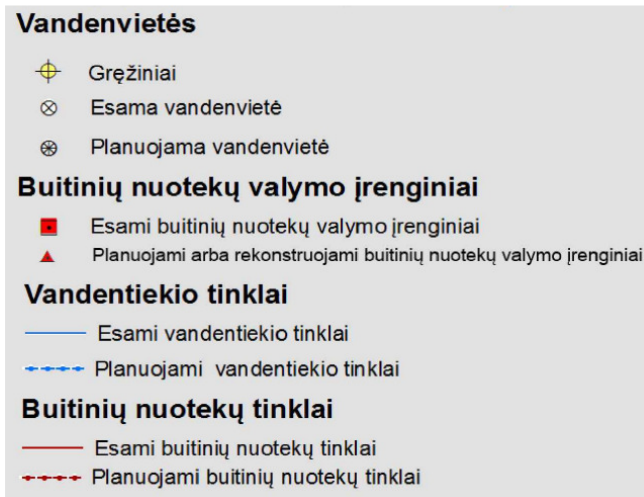 Vandenvietės
Gręžiniai
Esama vandenvietė
Planuojama vandenvietė
Buitinių nuotekų valymo įrenginiai
Esami buitinių nuotekų valymo įrenginiai
Planuojami arba rekonstruojami buitinių nuotekų valymo įrenginiai
Vandentiekio tinklai
Esami vandentiekio tinklai
Planuojami vandentiekio tinklai
Buitinių nuotekų tinklai
Esami buitinių nuotekų tinklai
Planuojami buitinių nuotekų tinklai